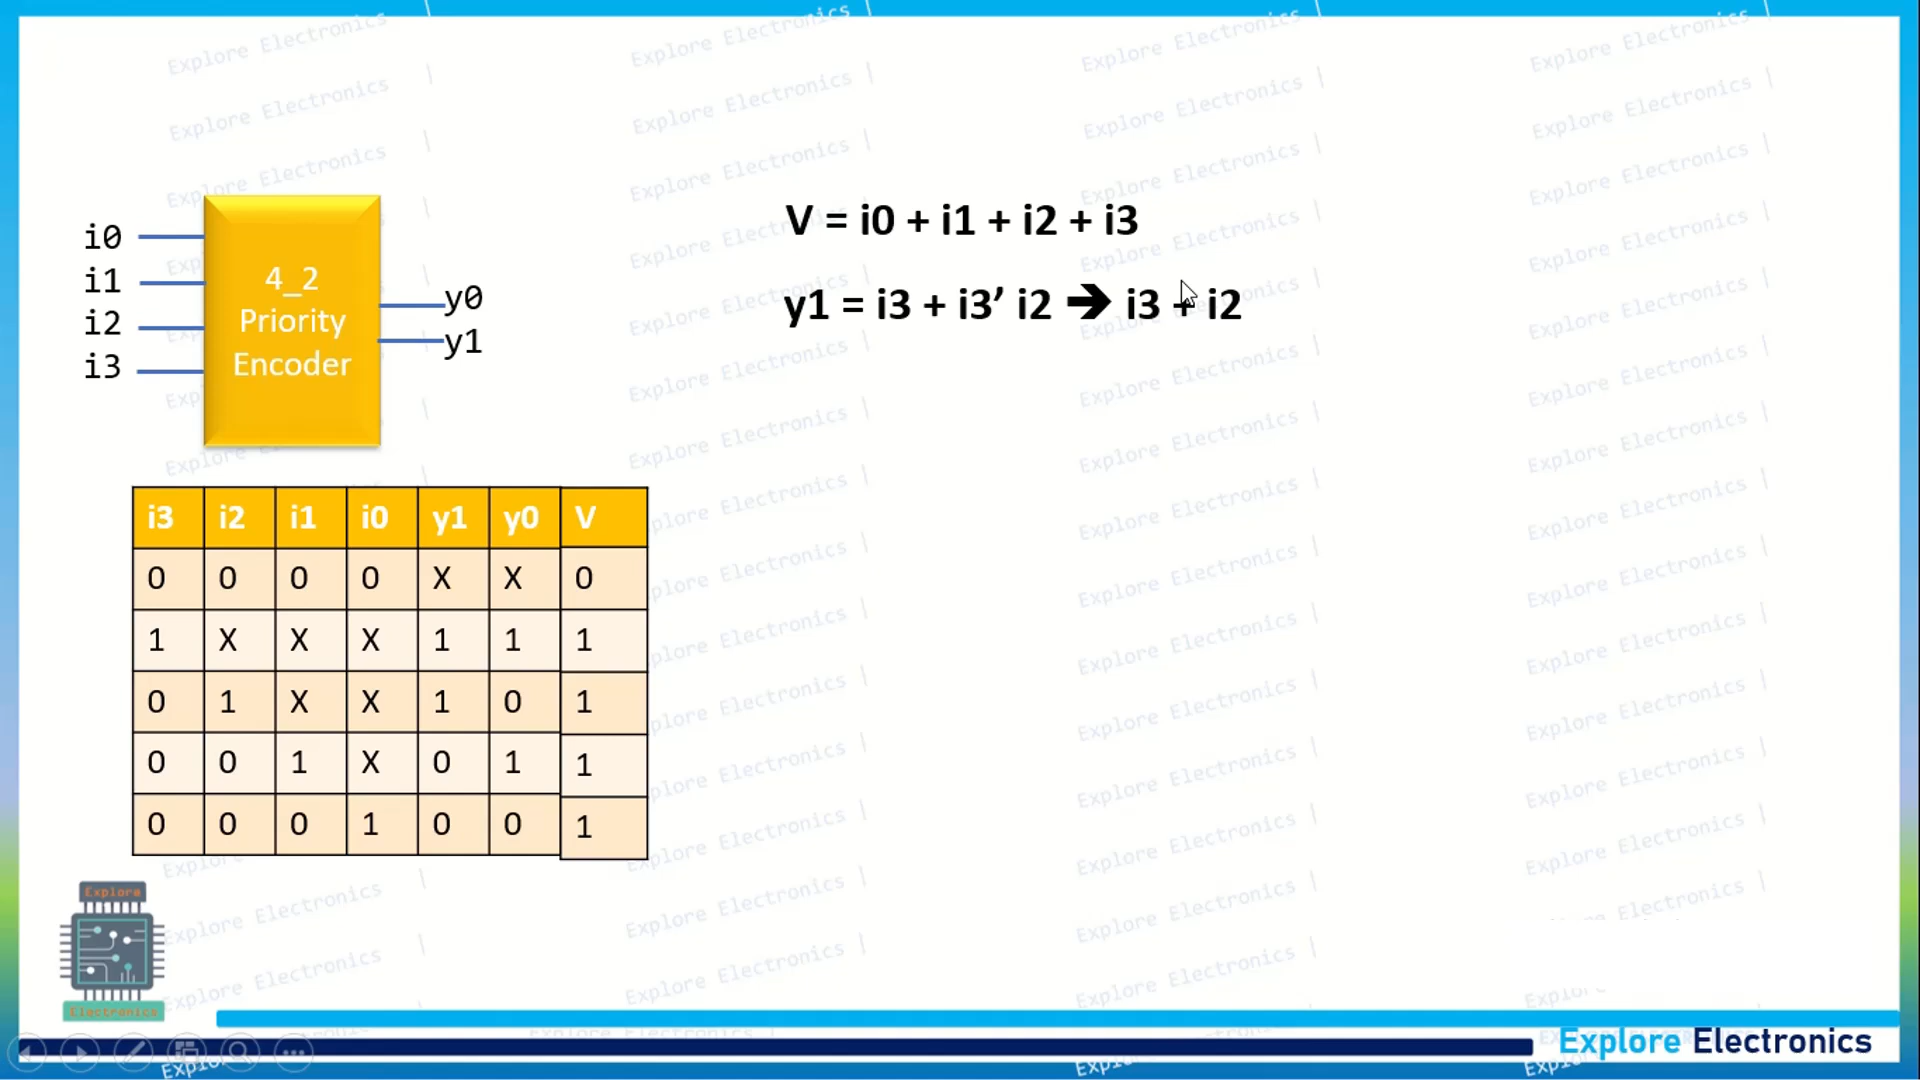 i0
i1
i2
i3
4_2
Priority
Encoder
y0
y1
V = i0 + i1 + i2 + i3
y1 = i3 + i3’ i2 🡺 i3 + i2
i3 i2 i1 i0 y1 y0 V
0 0 0 0 X X 0
1 X X X 1 1 1
0 1 X X 1 0 1
0 0 1 X 0 1 1
0 0 0 1 0 0 1
Explore
Electronics
Explore Electronics
Explore Electronics |